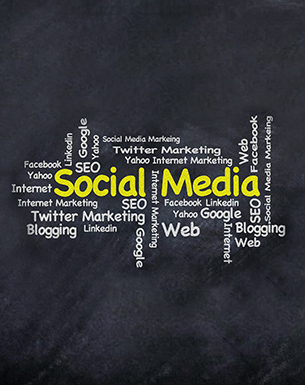 Social Media Markeing
Twitter Marketing
Yahoo Internet Marketing
Linkedin
Google
Yahoo
Web
Facebook
Social Media Markeing
Facebook
SEO
Yahoo
Internet
Social Media
Internet Marketing
SEO
Facebook Linkedin
Twitter Marketing
Yahoo Google
Blogging
Linkedin
Google
Internet Marketing
Web
Internet
SEO
Blogging
Web